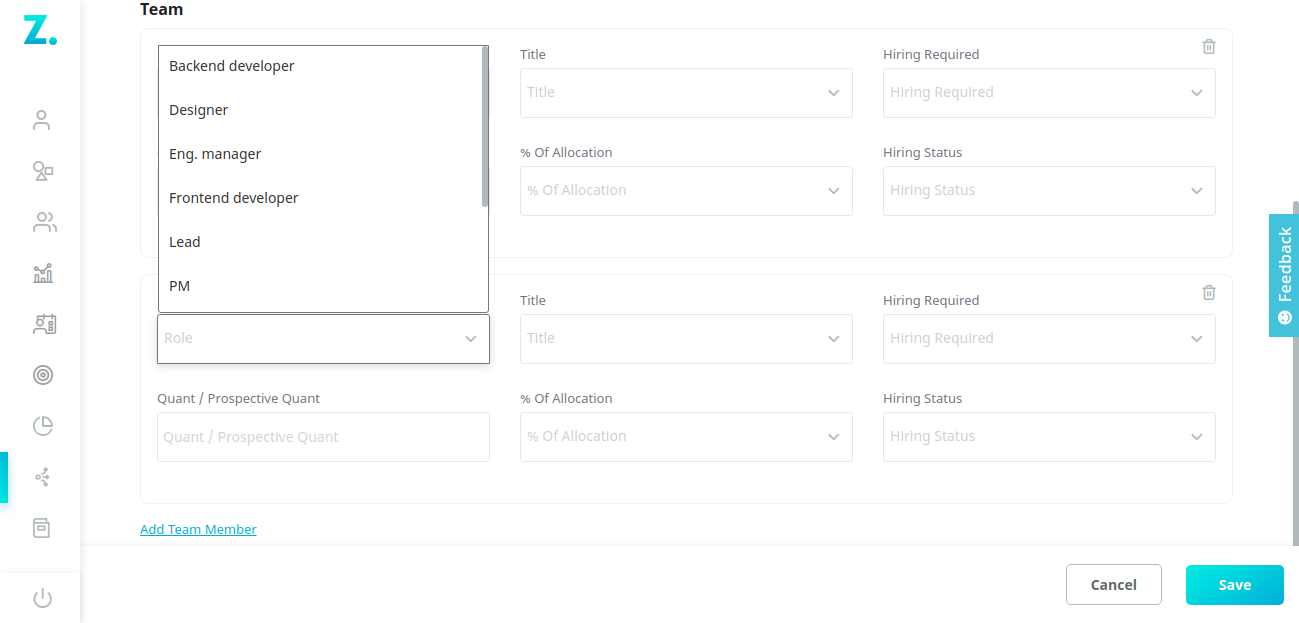 Z.
Team
Backend developer
Designer
Eng. manager
Frontend developer
Lead
PM
Title
Title
Hiring Required
Hiring Required
% Of Allocation
% Of Allocation
Hiring Status
Hiring Status
Role
Title
Title
Hiring Required
Hiring Required
Quant / Prospective Quant
Quant / Prospective Quant
% Of Allocation
% Of Allocation
Hiring Status
Hiring Status
Add Team Member
Feedback
Cancel
Save